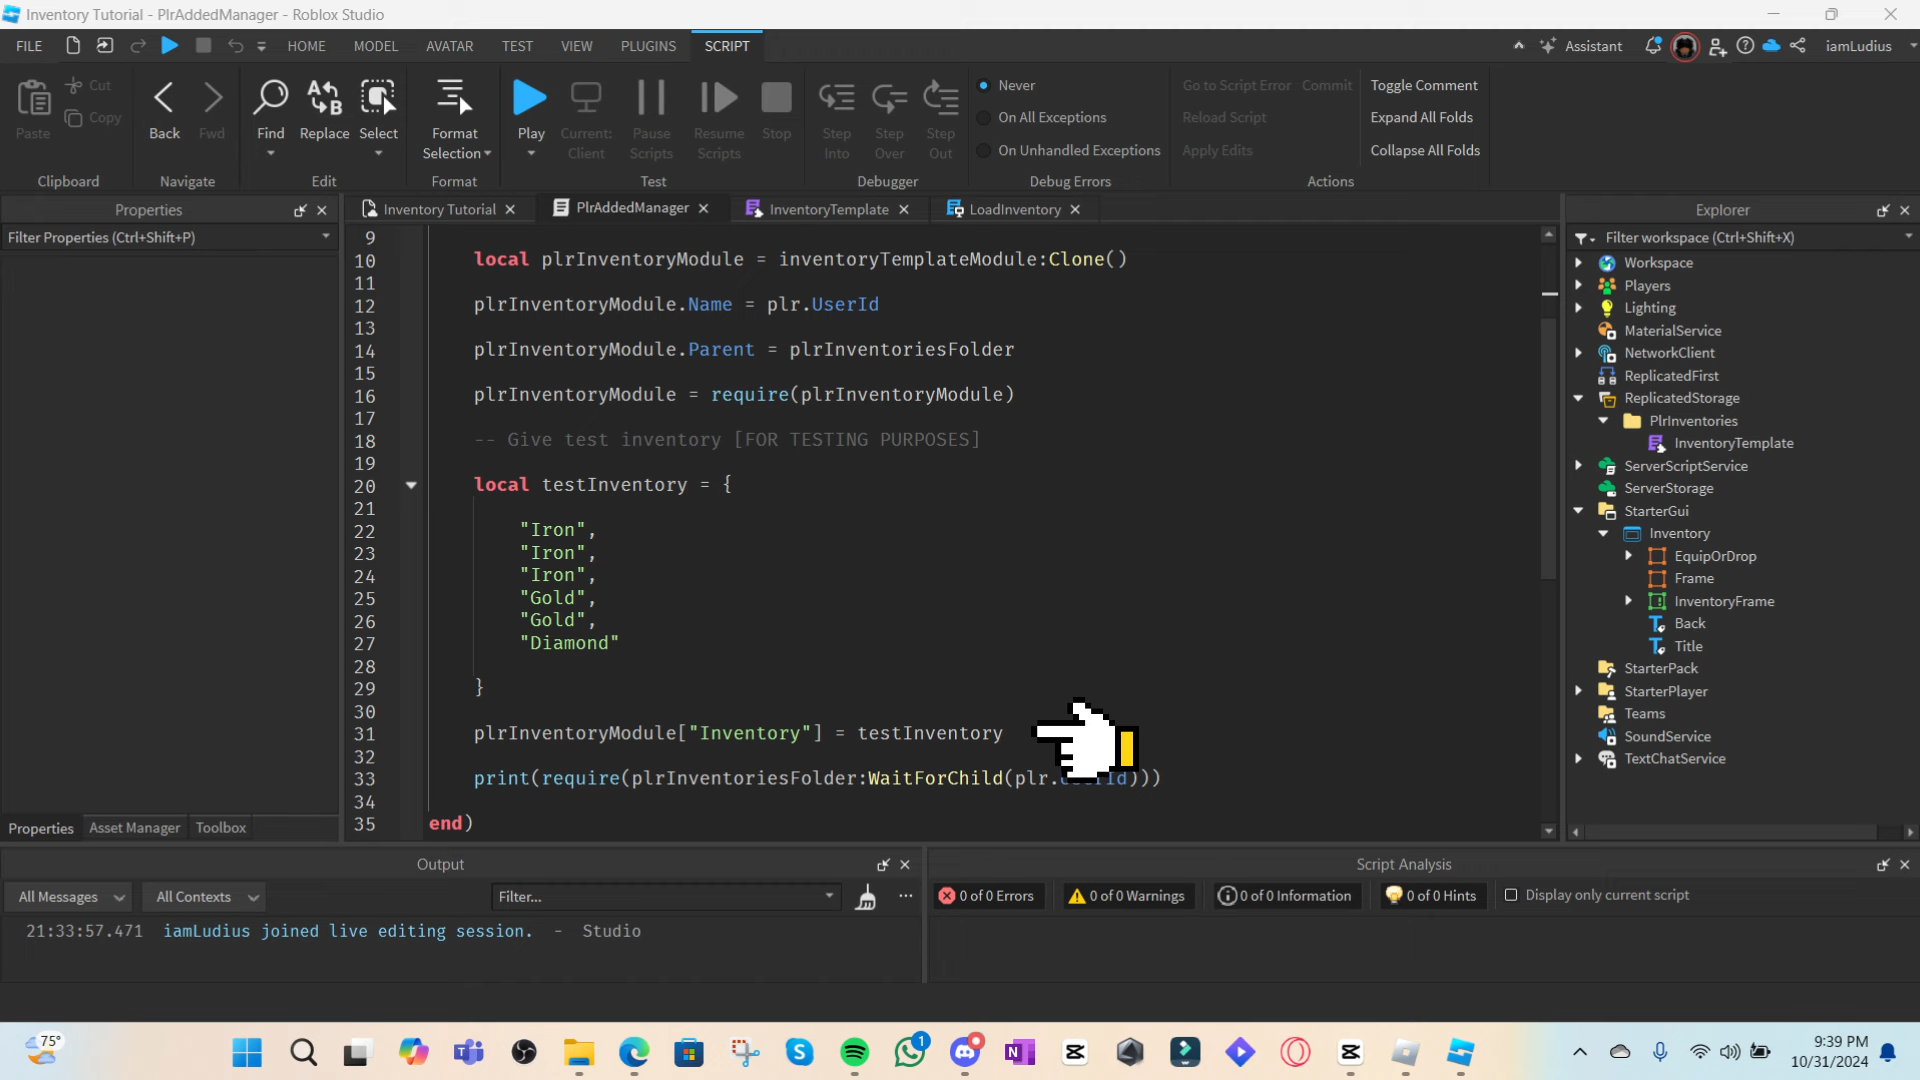 Inventory Tutorial - PlrAddedManager - Roblox Studio
FILE HOME MODEL AVATAR TEST VIEW PLUGINS SCRIPT Assistant iamLudius
Paste Cut Copy Back Fwd Find Replace Select Format Selection Play Current: Client Pause Scripts Resume Scripts Stop Step Into Step Over Step Out
Never
On All Exceptions
On Unhandled Exceptions
Go to Script Error Commit
Reload Script
Apply Edits
Toggle Comment
Expand All Folds
Collapse All Folds
Clipboard Navigate Edit Format Test Debugger Debug Errors Actions
Properties
Filter Properties (Ctrl+Shift+P)
Inventory Tutorial PlrAddedManager InventoryTemplate LoadInventory
9
10 local plrInventoryModule = inventoryTemplateModule:Clone()
11
12 plrInventoryModule.Name = plr.UserId
13
14 plrInventoryModule.Parent = plrInventoriesFolder
15
16 plrInventoryModule = require(plrInventoryModule)
17
18 -- Give test inventory [FOR TESTING PURPOSES]
19
20 local testInventory = {
21
22 "Iron",
23 "Iron",
24 "Iron",
25 "Gold",
26 "Gold",
27 "Diamond"
28
29 }
30
31 plrInventoryModule["Inventory"] = testInventory
32
33 print(require(plrInventoriesFolder:WaitForChild(plr.UserId)))
34
35 end)
Explorer
Filter workspace (Ctrl+Shift+X)
Workspace
Players
Lighting
MaterialService
NetworkClient
ReplicatedFirst
ReplicatedStorage
PlrInventories
InventoryTemplate
ServerScriptService
ServerStorage
StarterGui
Inventory
EquipOrDrop
Frame
InventoryFrame
Back
Title
StarterPack
StarterPlayer
Teams
SoundService
TextChatService
Properties Asset Manager Toolbox
Output
All Messages All Contexts Filter...
21:33:57.471 iamLudius joined live editing session. - Studio
Script Analysis
0 of 0 Errors 0 of 0 Warnings 0 of 0 Information 0 of 0 Hints Display only current script
75°
1
9:39 PM
10/31/2024